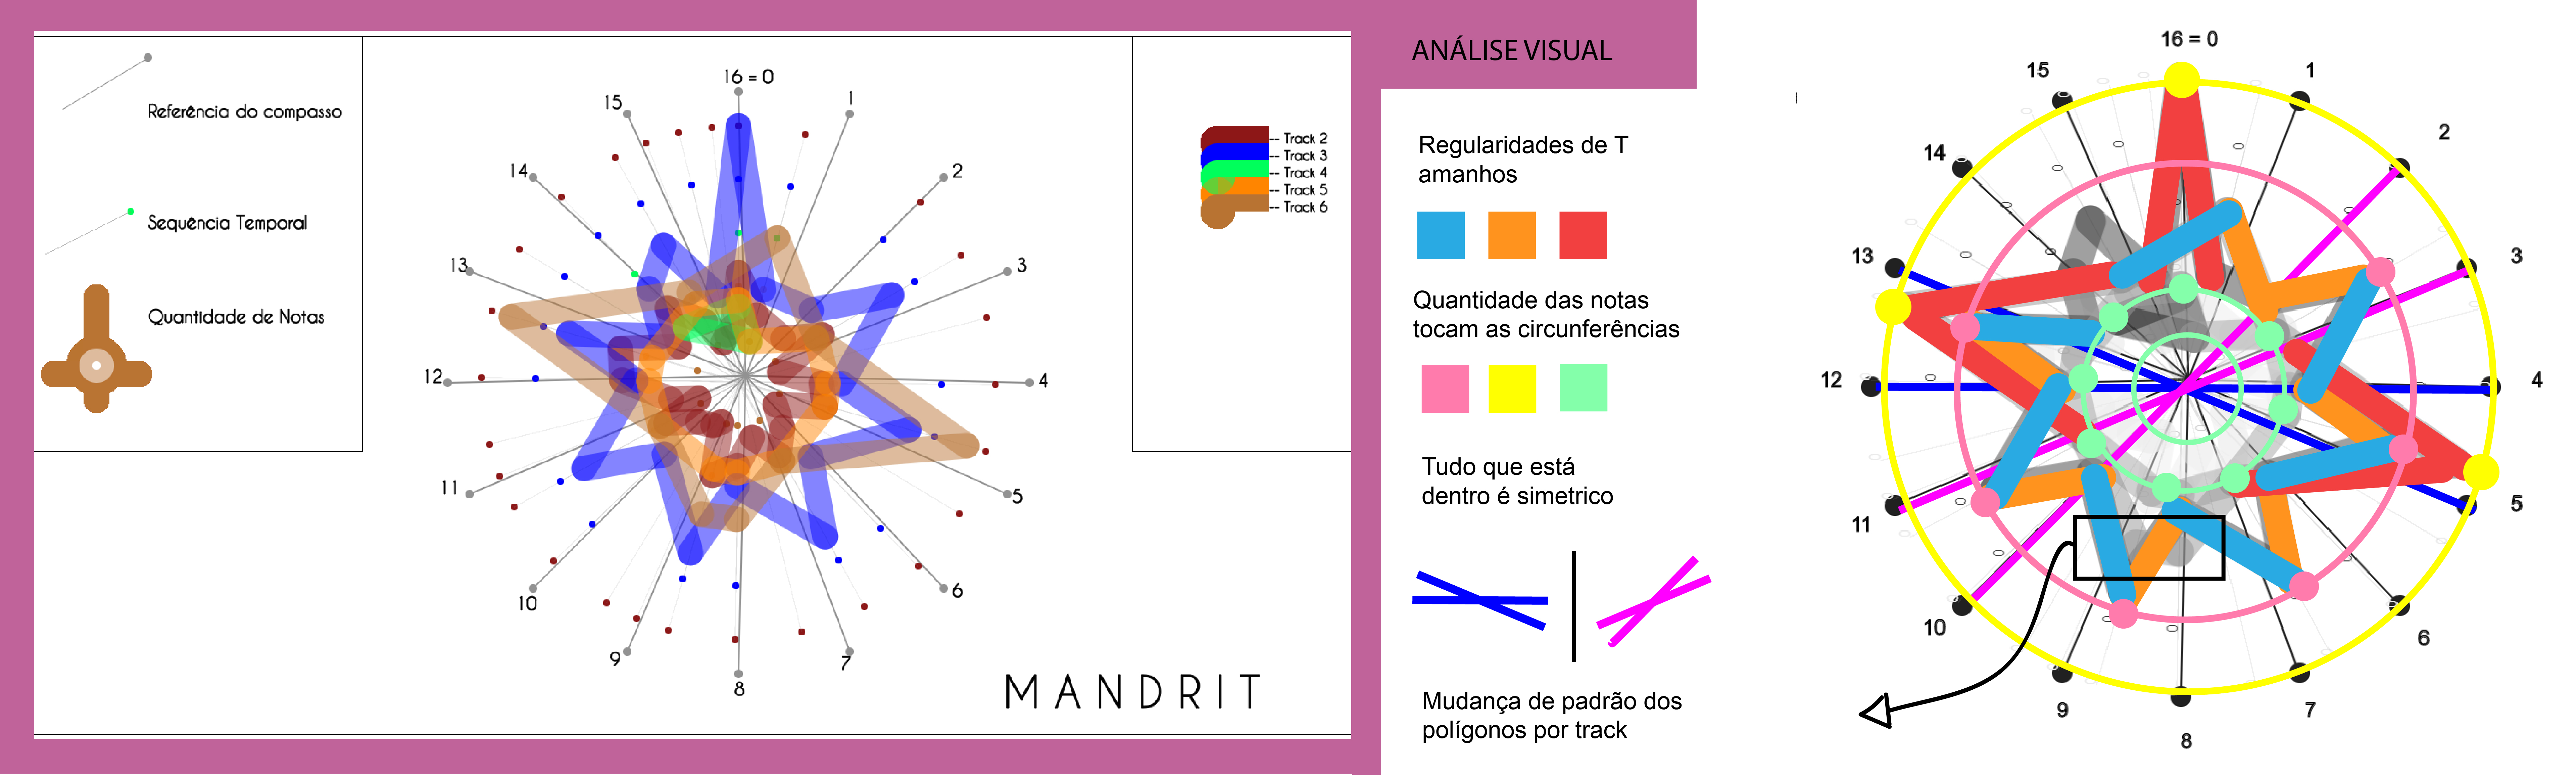 Referência do compasso
Sequência Temporal
Quantidade de Notas
16 = 0
1
2
3
4
5
6
7
8
9
10
11
12
13
14
15
-- Track 2
-- Track 3
-- Track 4
-- Track 5
-- Track 6
MANDRIT
ANÁLISE VISUAL
Regularidades de T
amanhos
Quantidade das notas
tocam as circunferências
Tudo que está
dentro é simetrico
Mudança de padrão dos
polígonos por track
16 = 0
1
2
3
4
5
6
7
8
9
10
11
12
13
14
15